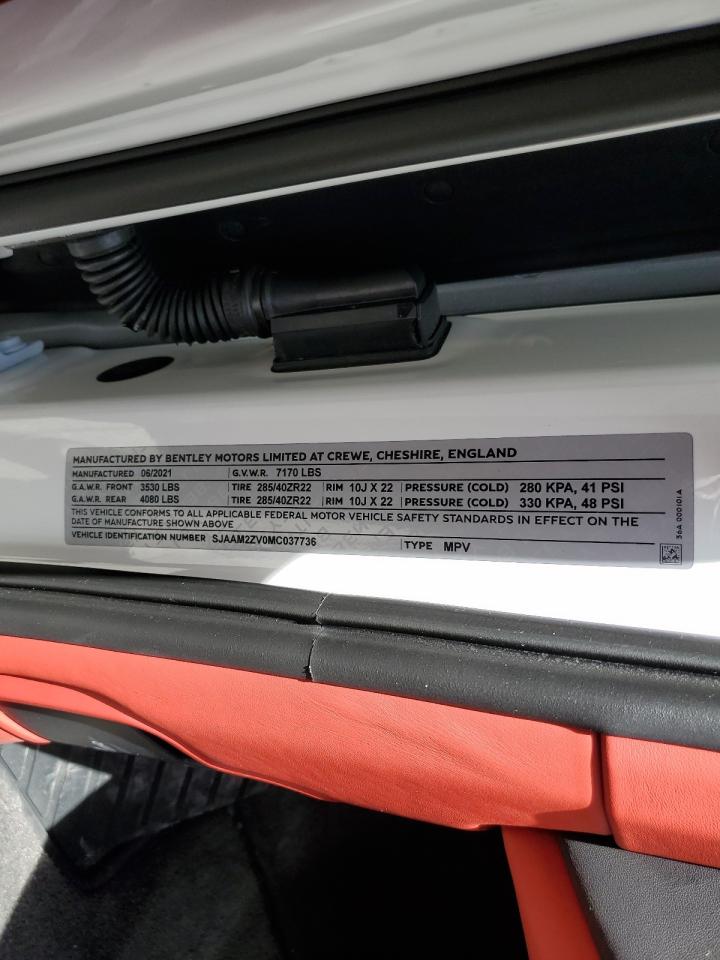 MANUFACTURED BY BENTLEY MOTORS LIMITED AT CREWE, CHESHIRE, ENGLAND
MANUFACTURED 06/2021 G.V.W.R. 7170 LBS
G.A.W.R. FRONT 3530 LBS TIRE 285/40ZR22 RIM 10J X 22 PRESSURE (COLD) 280 KPA, 41 PSI
G.A.W.R. REAR 4080 LBS TIRE 285/40ZR22 RIM 10J X 22 PRESSURE (COLD) 330 KPA, 48 PSI
THIS VEHICLE CONFORMS TO ALL APPLICABLE FEDERAL MOTOR VEHICLE SAFETY STANDARDS IN EFFECT ON THE
DATE OF MANUFACTURE SHOWN ABOVE
VEHICLE IDENTIFICATION NUMBER SJAAM2ZV0MC037736 TYPE MPV
36A 000101A